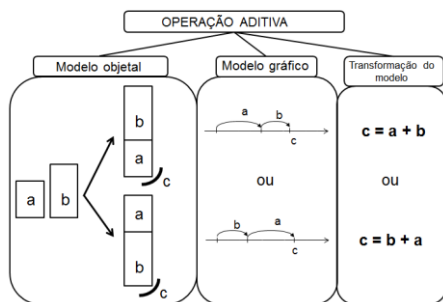 OPERAÇÃO ADITIVA
Modelo objetal
Modelo gráfico
Transformação do
modelo
a
b
b
a
c
a
b
c
a
b
c
ou
b
a
c
c = a + b
ou
c = b + a